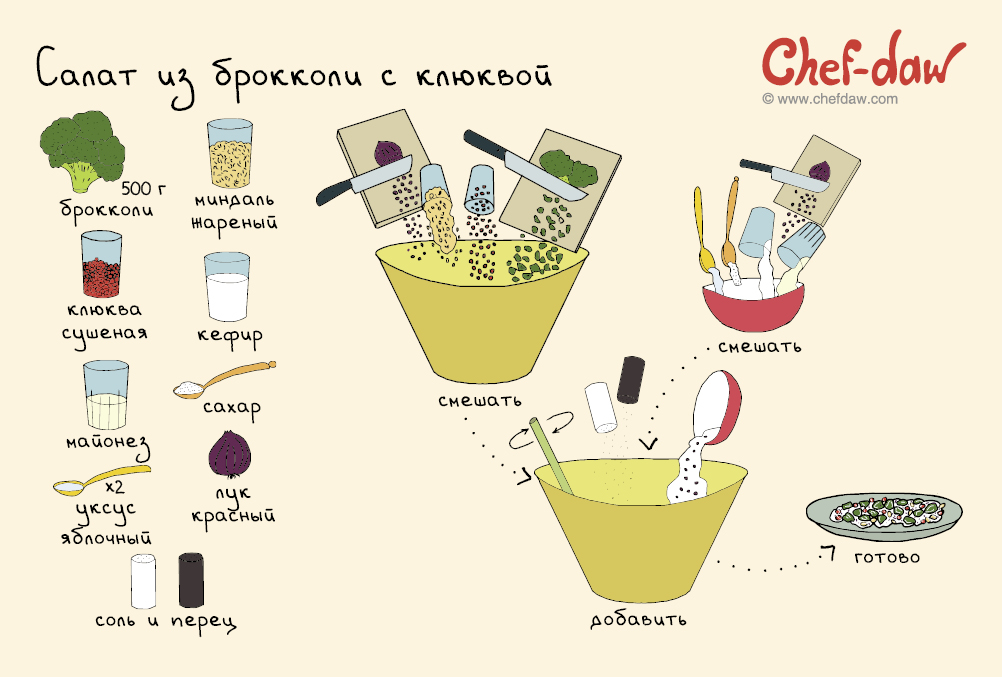 Салат из брокколи с клюквой
Chef-daw
© www.chefdaw.com
500 г
брокколи
миндаль
жареный
клюква
сушеная
кефир
майонез
сахар
x2
уксус
яблочный
лук
красный
соль и перец
смешать
смешать
добавить
готово